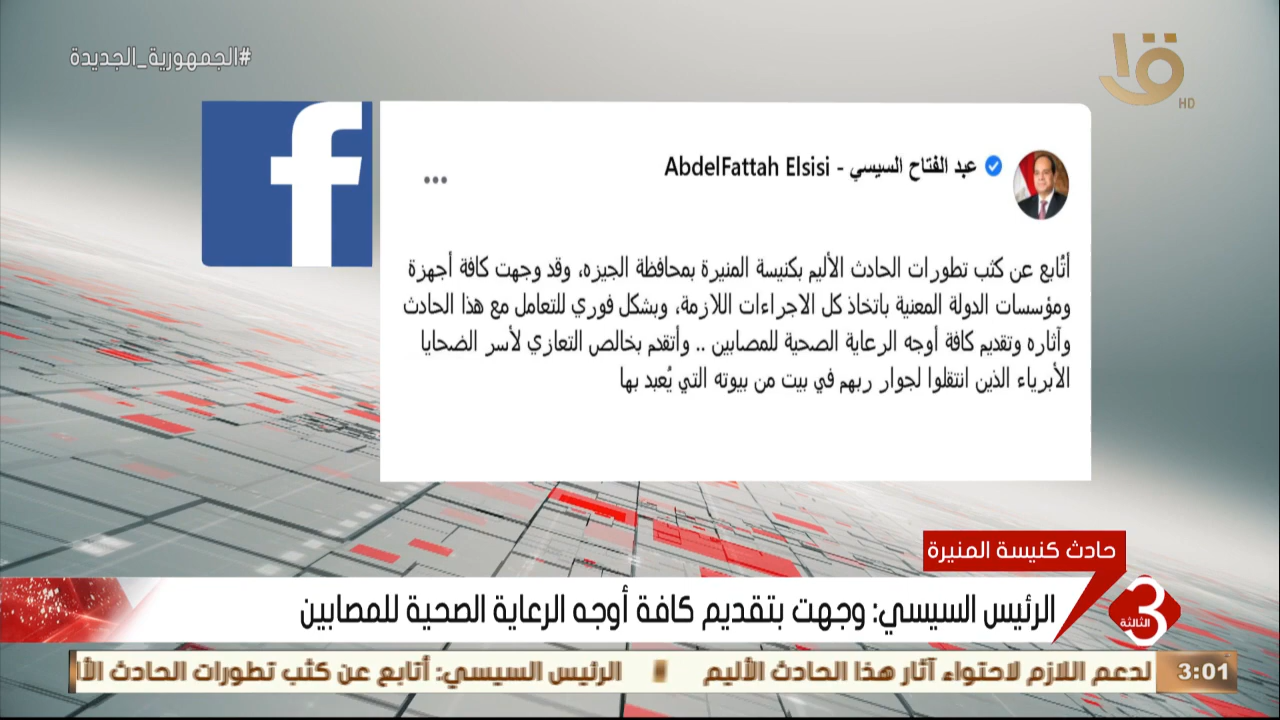 #الجمهورية_الجديدة
HD
عبد الفتاح السيسي - AbdelFattah Elsisi
أتابع عن كثب تطورات الحادث الأليم بكنيسة المنيرة بمحافظة الجيزه، وقد وجهت كافة أجهزة
ومؤسسات الدولة المعنية باتخاذ كل الاجراءات اللازمة، وبشكل فوري للتعامل مع هذا الحادث
وآثاره وتقديم كافة أوجه الرعاية الصحية للمصابين .. وأتقدم بخالص التعازي لأسر الضحايا
الأبرياء الذين انتقلوا لجوار ربهم في بيت من بيوته التي يُعبد بها
حادث كنيسة المنيرة
الرئيس السيسي: وجهت بتقديم كافة أوجه الرعاية الصحية للمصابين
3
الثالثة
لدعم اللازم لاحتواء آثار هذا الحادث الأليم الرئيس السيسي: أتابع عن كثب تطورات الحادث الأ
3:01